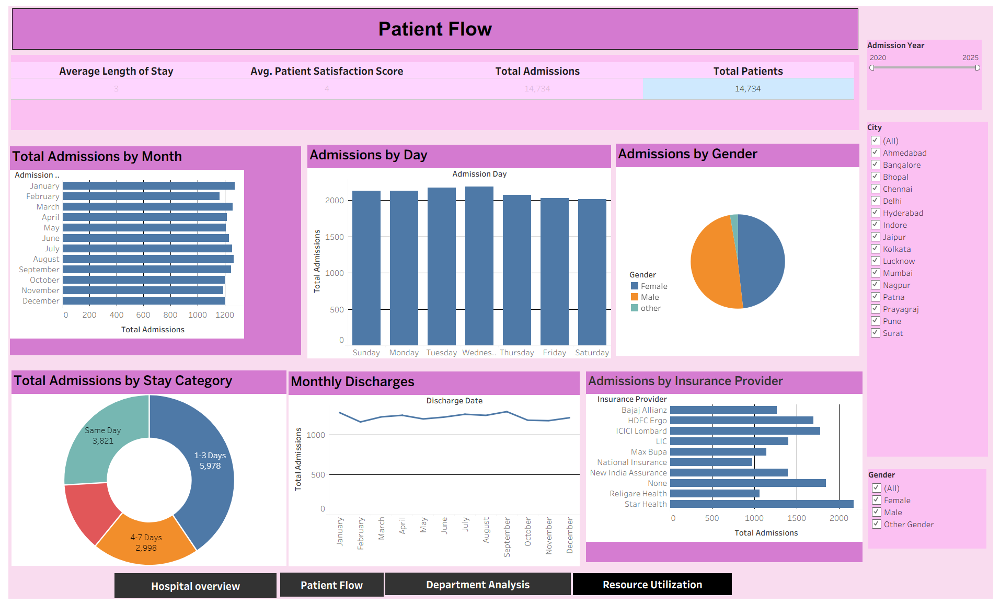 Patient Flow
Average Length of Stay
Avg. Patient Satisfaction Score
Total Admissions
Total Patients
3
4
14,734
14,734
Admission Year
2020
2025
City
(All)
Ahmedabad
Bangalore
Bhopal
Chennai
Delhi
Hyderabad
Indore
Jaipur
Kolkata
Lucknow
Mumbai
Nagpur
Patna
Prayagraj
Pune
Surat
Gender
(All)
Female
Male
Other Gender
Total Admissions by Month
Admission ..
January
February
March
April
May
June
July
August
September
October
November
December
0 200 400 600 800 1000 1200
Total Admissions
Admissions by Day
Admission Day
Total Admissions
2000
1500
1000
500
0
Sunday Monday Tuesday Wednes.. Thursday Friday Saturday
Admissions by Gender
Gender
Female
Male
other
Total Admissions by Stay Category
Same Day
3,821
1-3 Days
5,978
4-7 Days
2,998
Monthly Discharges
Discharge Date
Total Admissions
1000
500
0
January
February
March
April
May
June
July
August
September
October
November
December
Admissions by Insurance Provider
Insurance Provider
Bajaj Allianz
HDFC Ergo
ICICI Lombard
LIC
Max Bupa
National Insurance
New India Assurance
None
Religare Health
Star Health
0 500 1000 1500 2000
Total Admissions
Hospital overview
Patient Flow
Department Analysis
Resource Utilization